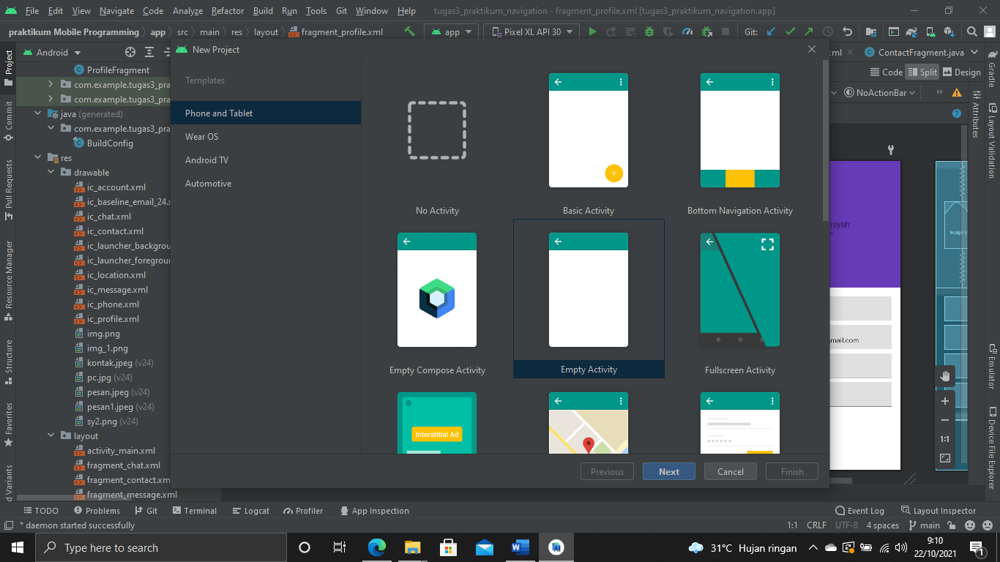 File Edit View Navigate Code Analyze Refactor Build Run Tools Git Window Help tugas3_praktikum_navigation - fragment_profile.xml [tugas3_praktikum_navigation.app]
praktikum Mobile Programming app src main res layout fragment_profile.xml app Pixel XL API 30 Git:
Android
New Project
ml ContactFragment.java
Code Split Design
NoActionBar
Project
Commit
Pull Requests
Resource Manager
Structure
Favorites
d Variants
ProfileFragment
com.example.tugas3_pra
com.example.tugas3_pra
java (generated)
com.example.tugas3_pra
BuildConfig
res
drawable
ic_account.xml
ic_baseline_email_24.x
ic_chat.xml
ic_contact.xml
ic_launcher_backgrou
ic_launcher_foregroun
ic_location.xml
ic_message.xml
ic_phone.xml
ic_profile.xml
img.png
img_1.png
kontak.jpeg (v24)
pc.jpg (v24)
pesan.jpeg (v24)
pesan1.jpeg (v24)
sy2.png (v24)
layout
activity_main.xml
fragment_chat.xml
fragment_contact.xm
fragment_message.xml
Templates
Phone and Tablet
Wear OS
Android TV
Automotive
No Activity
Basic Activity
Bottom Navigation Activity
Empty Compose Activity
Empty Activity
Fullscreen Activity
Interstitial Ad
Previous Next Cancel Finish
nsyah
ImageV
gmail.com
1:1
Gradle
Attributes
Layout Validation
Emulator
Device File Explorer
TODO Problems Git Terminal Logcat Profiler App Inspection Event Log Layout Inspector
* daemon started successfully 1:1 CRLF UTF-8 4 spaces main
Type here to search
W
31°C Hujan ringan
9:10
22/10/2021
1